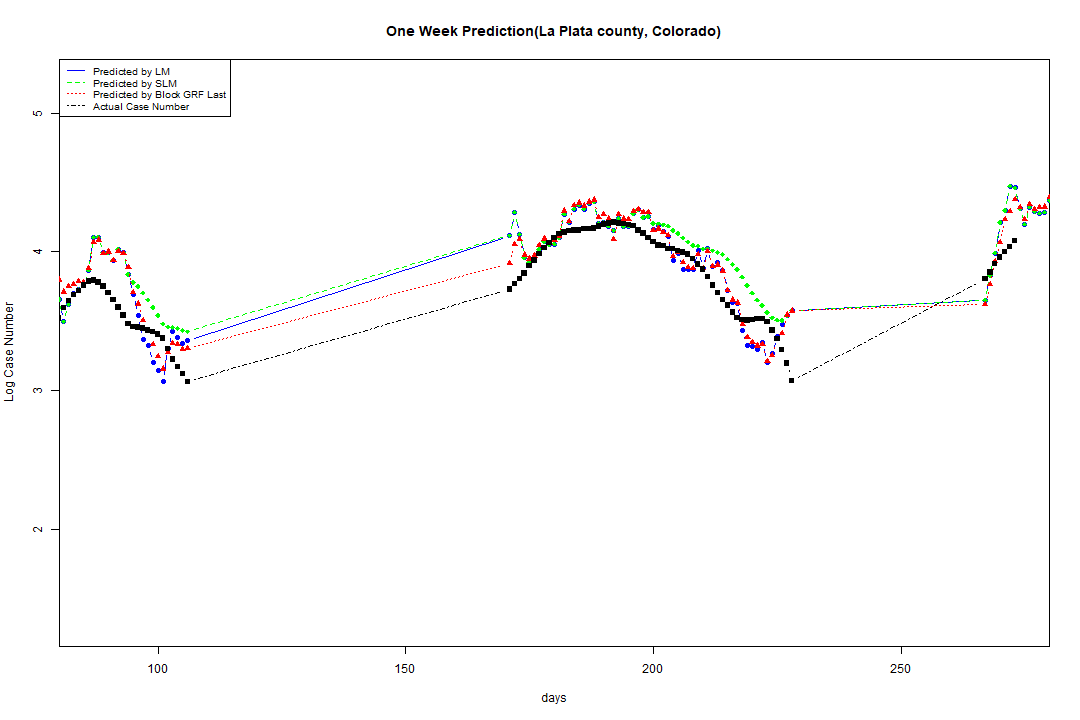 One Week Prediction(La Plata county, Colorado)
Predicted by LM
Predicted by SLM
Predicted by Block GRF Last
Actual Case Number
5
4
3
2
Log Case Number
100 150 200 250
days